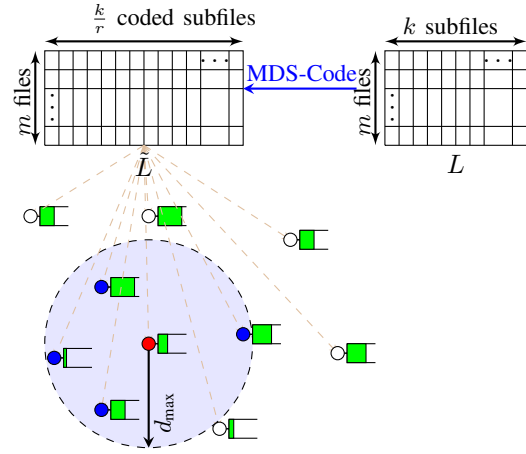 k/r coded subfiles
k subfiles
. . .
. . .
MDS-Code
m files
m files
L̃
L
d_max